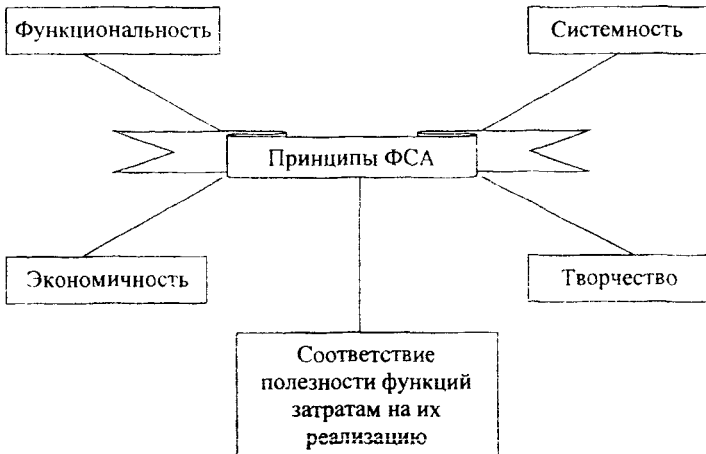 Функциональность
Системность
Принципы ФСА
Экономичность
Творчество
Соответствие
полезности функций
затратам на их
реализацию